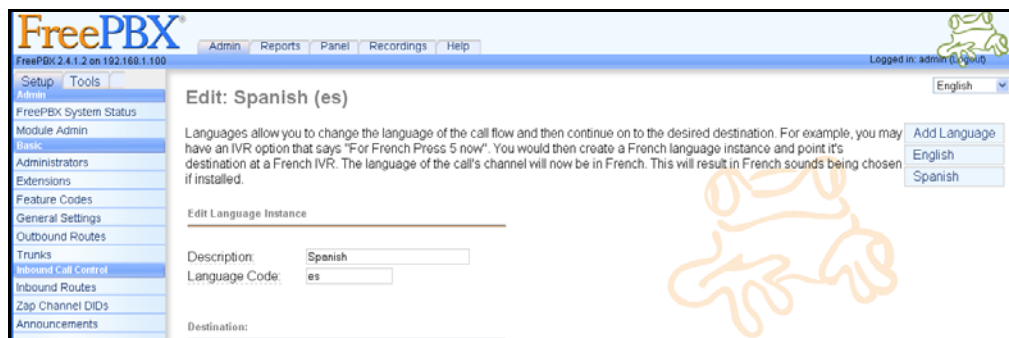 FreePBX®
Admin Reports Panel Recordings Help
FreePBX 2.4.1.2 on 192.168.1.100
Logged in: admin (Logout)
Setup Tools
English
Admin
FreePBX System Status
Module Admin
Basic
Administrators
Extensions
Feature Codes
General Settings
Outbound Routes
Trunks
Inbound Call Control
Inbound Routes
Zap Channel DIDs
Announcements
Edit: Spanish (es)
Languages allow you to change the language of the call flow and then continue on to the desired destination. For example, you may
have an IVR option that says "For French Press 5 now". You would then create a French language instance and point it's
destination at a French IVR. The language of the call's channel will now be in French. This will result in French sounds being chosen
if installed.
Add Language
English
Spanish
Edit Language Instance
Description: Spanish
Language Code: es
Destination: